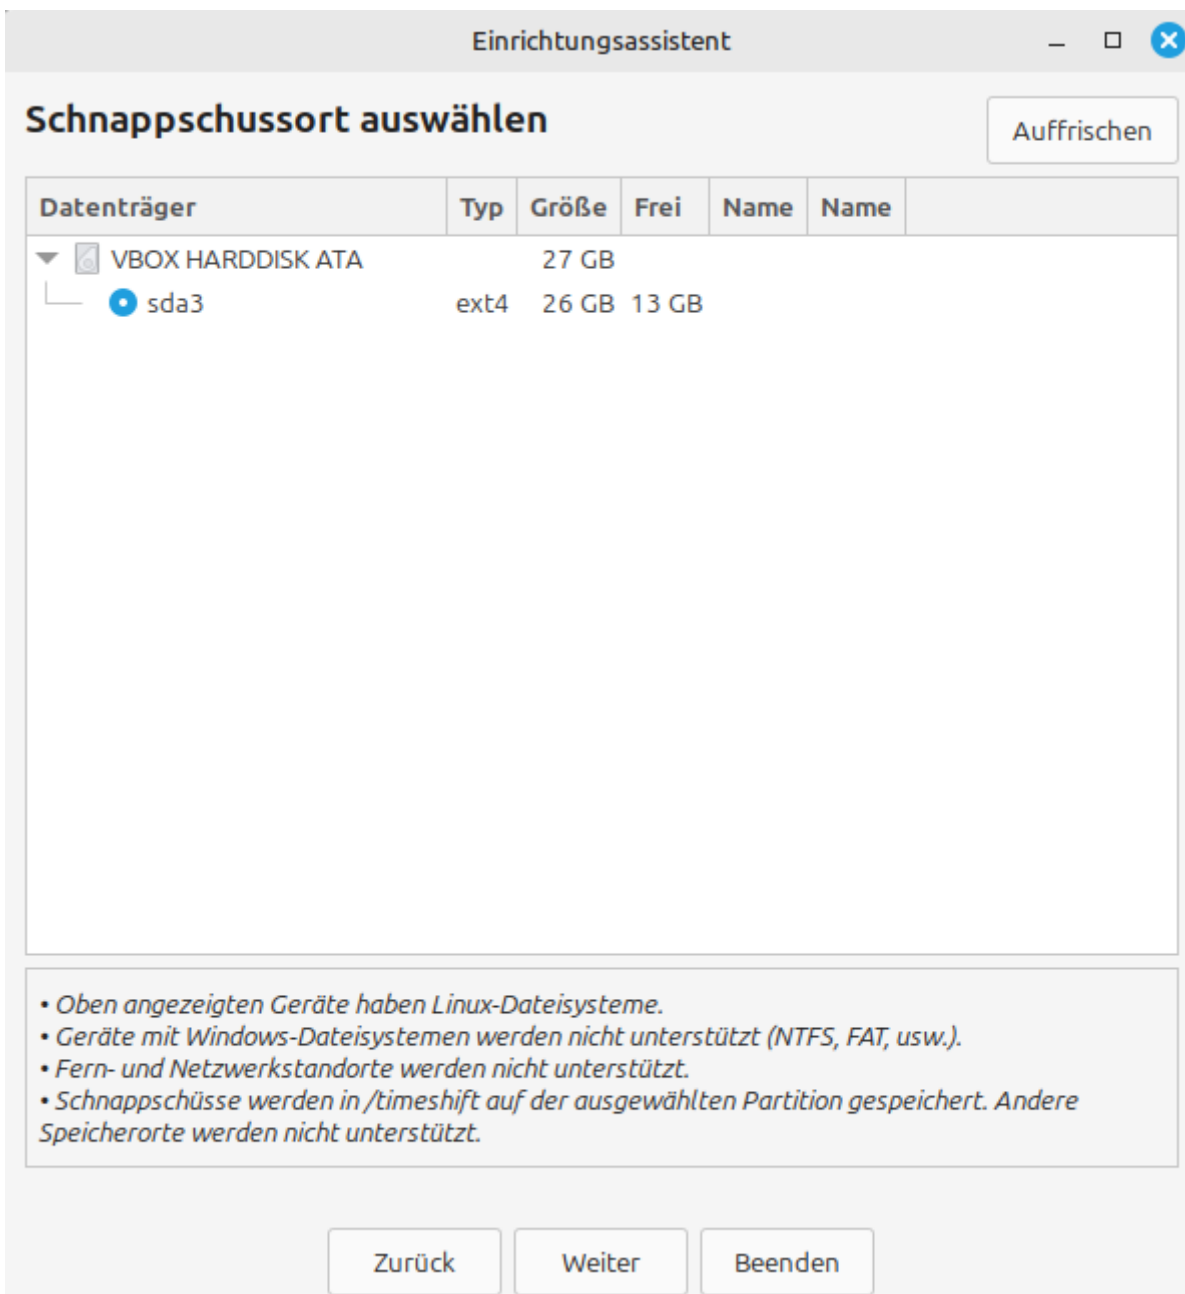 Einrichtungsassistent
Schnappschussort auswählen
Auffrischen
Datenträger Typ Größe Frei Name Name
VBOX HARDDISK ATA 27 GB
sda3 ext4 26 GB 13 GB
• Oben angezeigten Geräte haben Linux-Dateisysteme.
• Geräte mit Windows-Dateisystemen werden nicht unterstützt (NTFS, FAT, usw.).
• Fern- und Netzwerkstandorte werden nicht unterstützt.
• Schnappschüsse werden in /timeshift auf der ausgewählten Partition gespeichert. Andere
Speicherorte werden nicht unterstützt.
Zurück Weiter Beenden